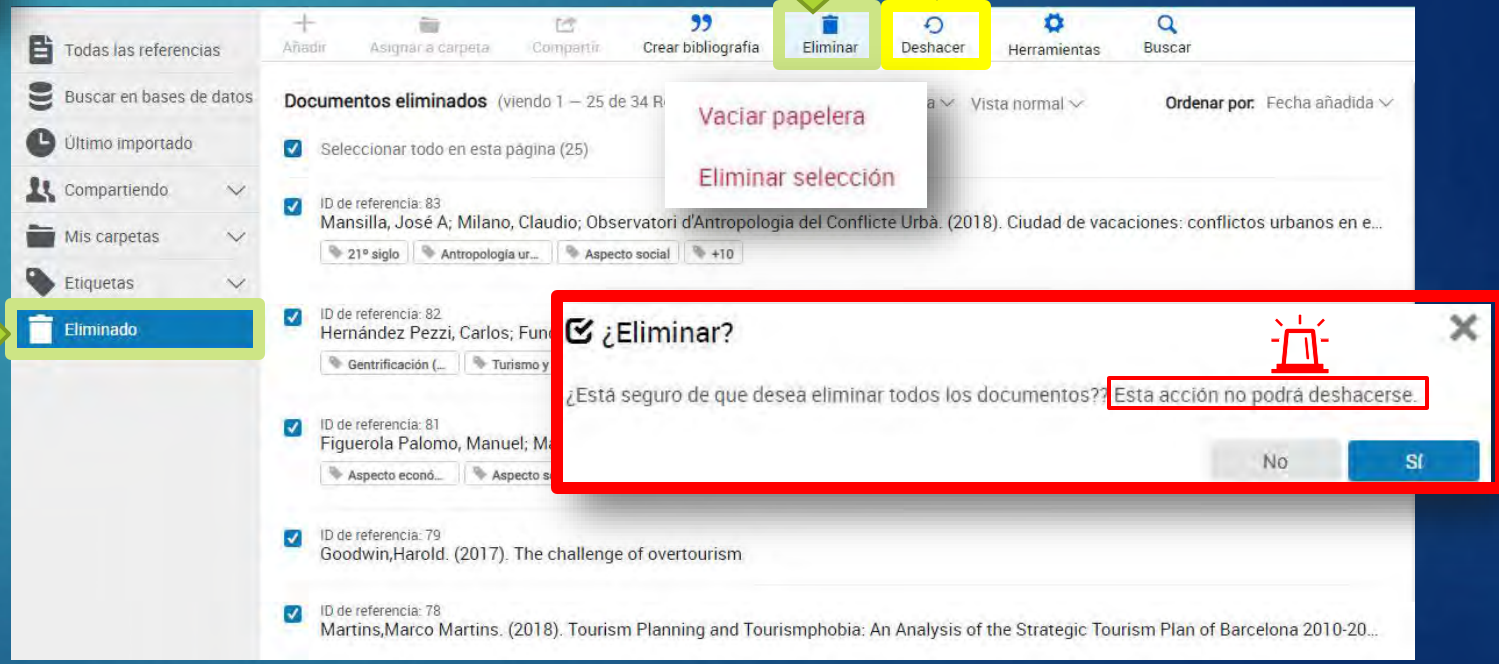 Todas las referencias
Buscar en bases de datos
Último importado
Compartiendo
Mis carpetas
Etiquetas
Eliminado
Añadir Asignar a carpeta Compartir Crear bibliografía Eliminar Deshacer Herramientas Buscar
Documentos eliminados (viendo 1 – 25 de 34 R Vista normal Ordenar por: Fecha añadida
Vaciar papelera
Eliminar selección
Seleccionar todo en esta página (25)
ID de referencia: 83
Mansilla, José A; Milano, Claudio; Observatori d'Antropologia del Conflicte Urbà. (2018). Ciudad de vacaciones: conflictos urbanos en e...
21º siglo Antropología ur... Aspecto social +10
ID de referencia: 82
Hernández Pezzi, Carlos; Fun
Gentrificación (... Turismo y
ID de referencia: 81
Figuerola Palomo, Manuel; Ma
Aspecto econó... Aspecto s
¿Eliminar?
¿Está seguro de que desea eliminar todos los documentos?? Esta acción no podrá deshacerse.
No Sí
ID de referencia: 79
Goodwin,Harold. (2017). The challenge of overtourism
ID de referencia: 78
Martins,Marco Martins. (2018). Tourism Planning and Tourismphobia: An Analysis of the Strategic Tourism Plan of Barcelona 2010-20...